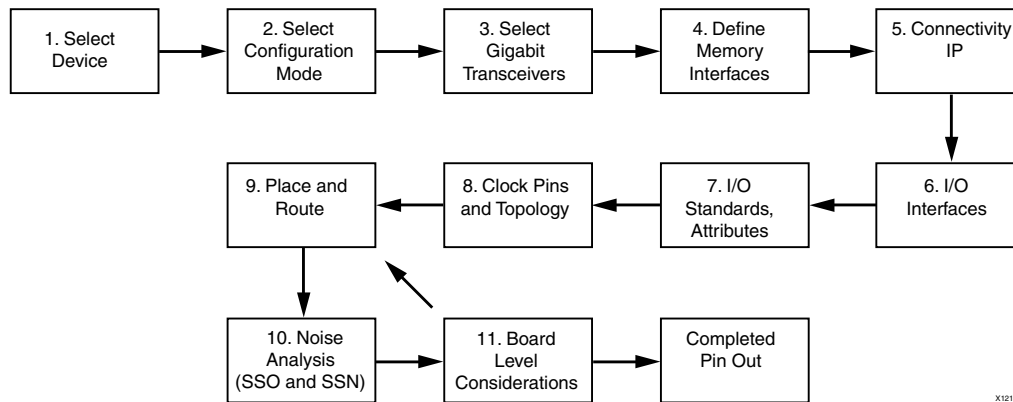 1. Select
Device
2. Select
Configuration
Mode
3. Select
Gigabit
Transceivers
4. Define
Memory
Interfaces
5. Connectivity
IP
6. I/O
Interfaces
7. I/O
Standards,
Attributes
8. Clock Pins
and Topology
9. Place and
Route
10. Noise
Analysis
(SSO and SSN)
11. Board
Level
Considerations
Completed
Pin Out